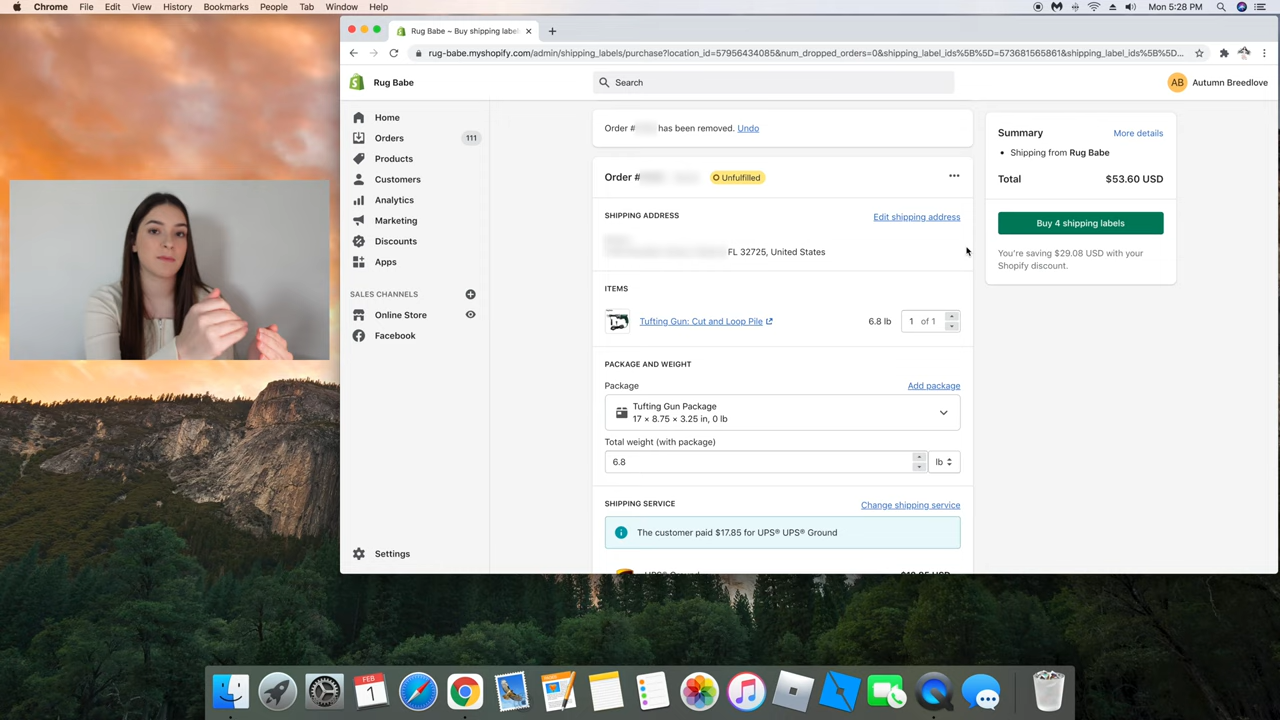 Chrome File Edit View History Bookmarks People Tab Window Help
Mon 5:28 PM
Rug Babe ~ Buy shipping label
rug-babe.myshopify.com/admin/shipping_labels/purchase?location_id=57956434085&num_dropped_orders=0&shipping_label_ids%5B%5D=573681565861&shipping_label_ids%5B%5D...
Rug Babe
Search
AB Autumn Breedlove
Home
Orders 111
Products
Customers
Analytics
Marketing
Discounts
Apps
SALES CHANNELS
Online Store
Facebook
Settings
Order # has been removed. Undo
Order # Unfulfilled
SHIPPING ADDRESS Edit shipping address
FL 32725, United States
ITEMS
Tufting Gun: Cut and Loop Pile 6.8 lb 1 of 1
PACKAGE AND WEIGHT
Package Add package
Tufting Gun Package
17 × 8.75 × 3.25 in, 0 lb
Total weight (with package)
6.8 lb
SHIPPING SERVICE Change shipping service
The customer paid $17.85 for UPS® UPS® Ground
Summary More details
• Shipping from Rug Babe
Total $53.60 USD
Buy 4 shipping labels
You're saving $29.08 USD with your
Shopify discount.
FEB
1